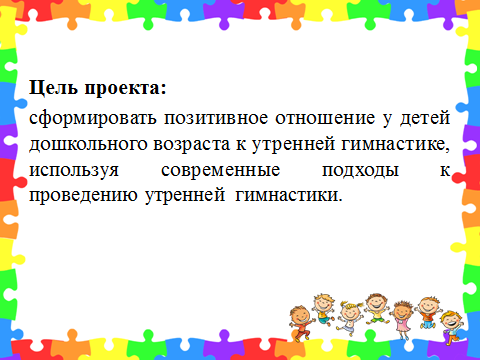 Цель проекта:
сформировать позитивное отношение у детей
дошкольного возраста к утренней гимнастике,
используя современные подходы к
проведению утренней гимнастики.